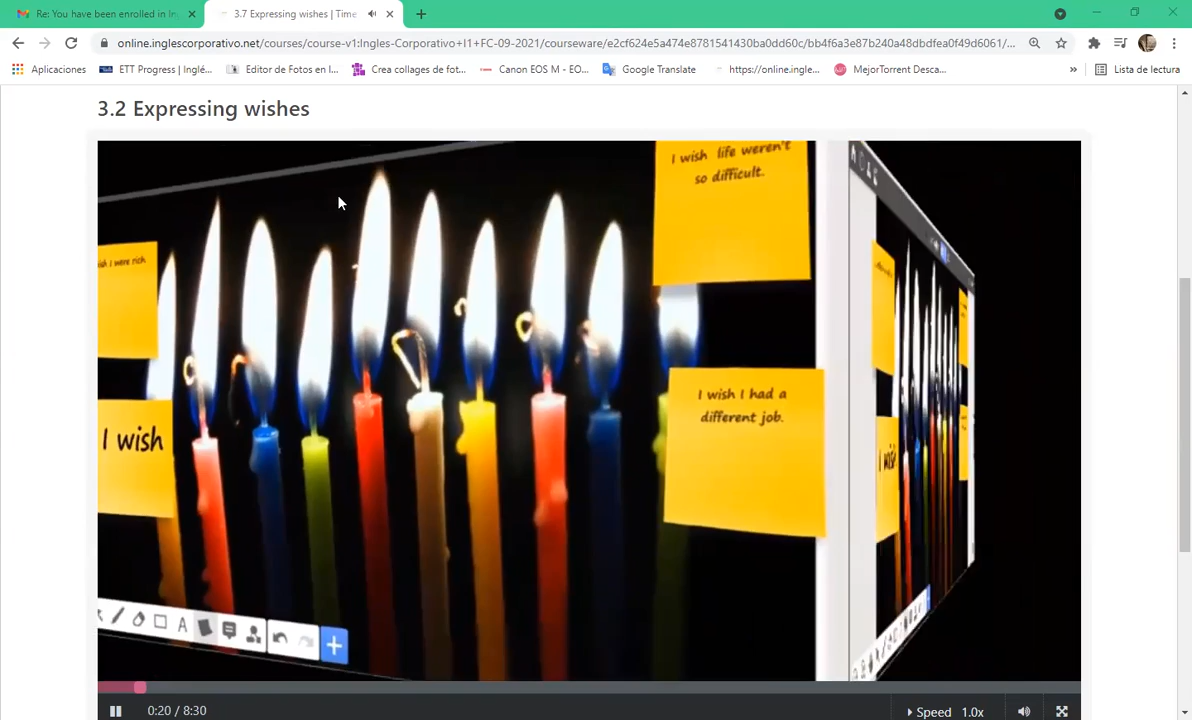 Re: You have been enrolled in In
3.7 Expressing wishes | Time
online.inglescorporativo.net/courses/course-v1:Ingles-Corporativo+I1+FC-09-2021/courseware/e2cf624e5a474e8781541430ba0dd60c/bb4f6a3e87b240a48dbdfea0f49d6061/...
Aplicaciones
ETT Progress | Inglé...
Editor de Fotos en l...
Crea collages de fot...
Canon EOS M - EO...
Google Translate
https://online.ingle...
MejorTorrent Desca...
»
Lista de lectura
3.2 Expressing wishes
I wish life weren't
so difficult.
ish I were rich
I wish
I wish I had a
different job.
I wish
A
0:20 / 8:30
Speed 1.0x